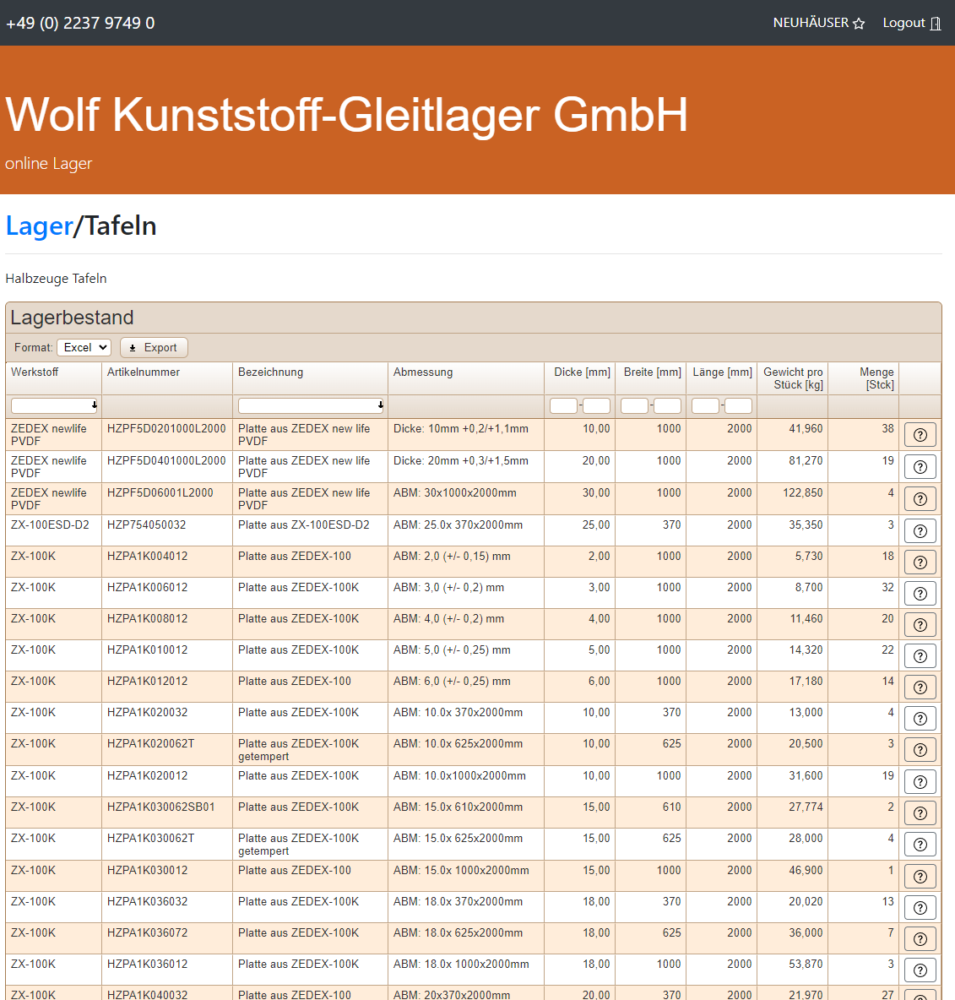 +49 (0) 2237 9749 0
NEUHÄUSER
Logout
Wolf Kunststoff-Gleitlager GmbH
online Lager
Lager/Tafeln
Halbzeuge Tafeln
Lagerbestand
Format: Excel Export
Werkstoff Artikelnummer Bezeichnung Abmessung Dicke [mm] Breite [mm] Länge [mm] Gewicht pro Stück [kg] Menge [Stck]
- - -
ZEDEX newlife PVDF HZPF5D0201000L2000 Platte aus ZEDEX new life PVDF Dicke: 10mm +0,2/+1,1mm 10,00 1000 2000 41,960 38
ZEDEX newlife PVDF HZPF5D0401000L2000 Platte aus ZEDEX new life PVDF Dicke: 20mm +0,3/+1,5mm 20,00 1000 2000 81,270 19
ZEDEX newlife PVDF HZPF5D06001L2000 Platte aus ZEDEX new life PVDF ABM: 30x1000x2000mm 30,00 1000 2000 122,850 4
ZX-100ESD-D2 HZP754050032 Platte aus ZX-100ESD-D2 ABM: 25.0x 370x2000mm 25,00 370 2000 35,350 3
ZX-100K HZPA1K004012 Platte aus ZEDEX-100 ABM: 2,0 (+/- 0,15) mm 2,00 1000 2000 5,730 18
ZX-100K HZPA1K006012 Platte aus ZEDEX-100K ABM: 3,0 (+/- 0,2) mm 3,00 1000 2000 8,700 32
ZX-100K HZPA1K008012 Platte aus ZEDEX-100K ABM: 4,0 (+/- 0,2) mm 4,00 1000 2000 11,460 20
ZX-100K HZPA1K010012 Platte aus ZEDEX-100K ABM: 5,0 (+/- 0,25) mm 5,00 1000 2000 14,320 22
ZX-100K HZPA1K012012 Platte aus ZEDEX-100 ABM: 6,0 (+/- 0,25) mm 6,00 1000 2000 17,180 14
ZX-100K HZPA1K020032 Platte aus ZEDEX-100K ABM: 10.0x 370x2000mm 10,00 370 2000 13,000 4
ZX-100K HZPA1K020062T Platte aus ZEDEX-100K getempert ABM: 10.0x 625x2000mm 10,00 625 2000 20,500 3
ZX-100K HZPA1K020012 Platte aus ZEDEX-100K ABM: 10.0x1000x2000mm 10,00 1000 2000 31,600 19
ZX-100K HZPA1K030062SB01 Platte aus ZEDEX-100K ABM: 15.0x 610x2000mm 15,00 610 2000 27,774 2
ZX-100K HZPA1K030062T Platte aus ZEDEX-100K getempert ABM: 15.0x 625x2000mm 15,00 625 2000 28,000 4
ZX-100K HZPA1K030012 Platte aus ZEDEX-100 ABM: 15.0x 1000x2000mm 15,00 1000 2000 46,900 1
ZX-100K HZPA1K036032 Platte aus ZEDEX-100K ABM: 18.0x 370x2000mm 18,00 370 2000 20,020 13
ZX-100K HZPA1K036072 Platte aus ZEDEX-100K ABM: 18.0x 625x2000mm 18,00 625 2000 36,000 7
ZX-100K HZPA1K036012 Platte aus ZEDEX-100K ABM: 18.0x 1000x2000mm 18,00 1000 2000 53,870 3
ZX-100K HZPA1K040032 Platte aus ZEDEX-100 ABM: 20x370x2000mm 20,00 370 2000 21,970 27